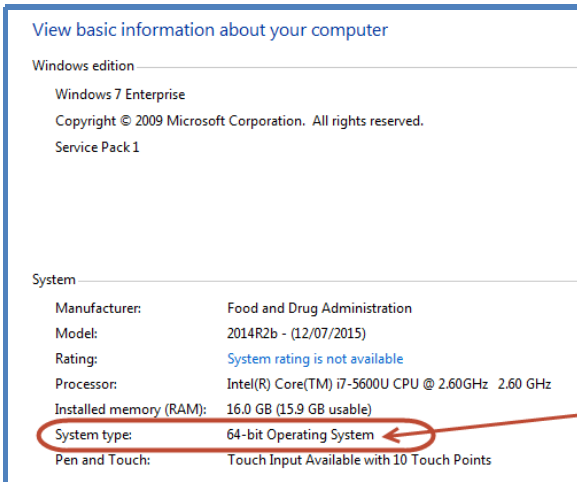 View basic information about your computer
Windows edition
Windows 7 Enterprise
Copyright © 2009 Microsoft Corporation. All rights reserved.
Service Pack 1
System
Manufacturer: Food and Drug Administration
Model: 2014R2b - (12/07/2015)
Rating: System rating is not available
Processor: Intel(R) Core(TM) i7-5600U CPU @ 2.60GHz 2.60 GHz
Installed memory (RAM): 16.0 GB (15.9 GB usable)
System type: 64-bit Operating System
Pen and Touch: Touch Input Available with 10 Touch Points